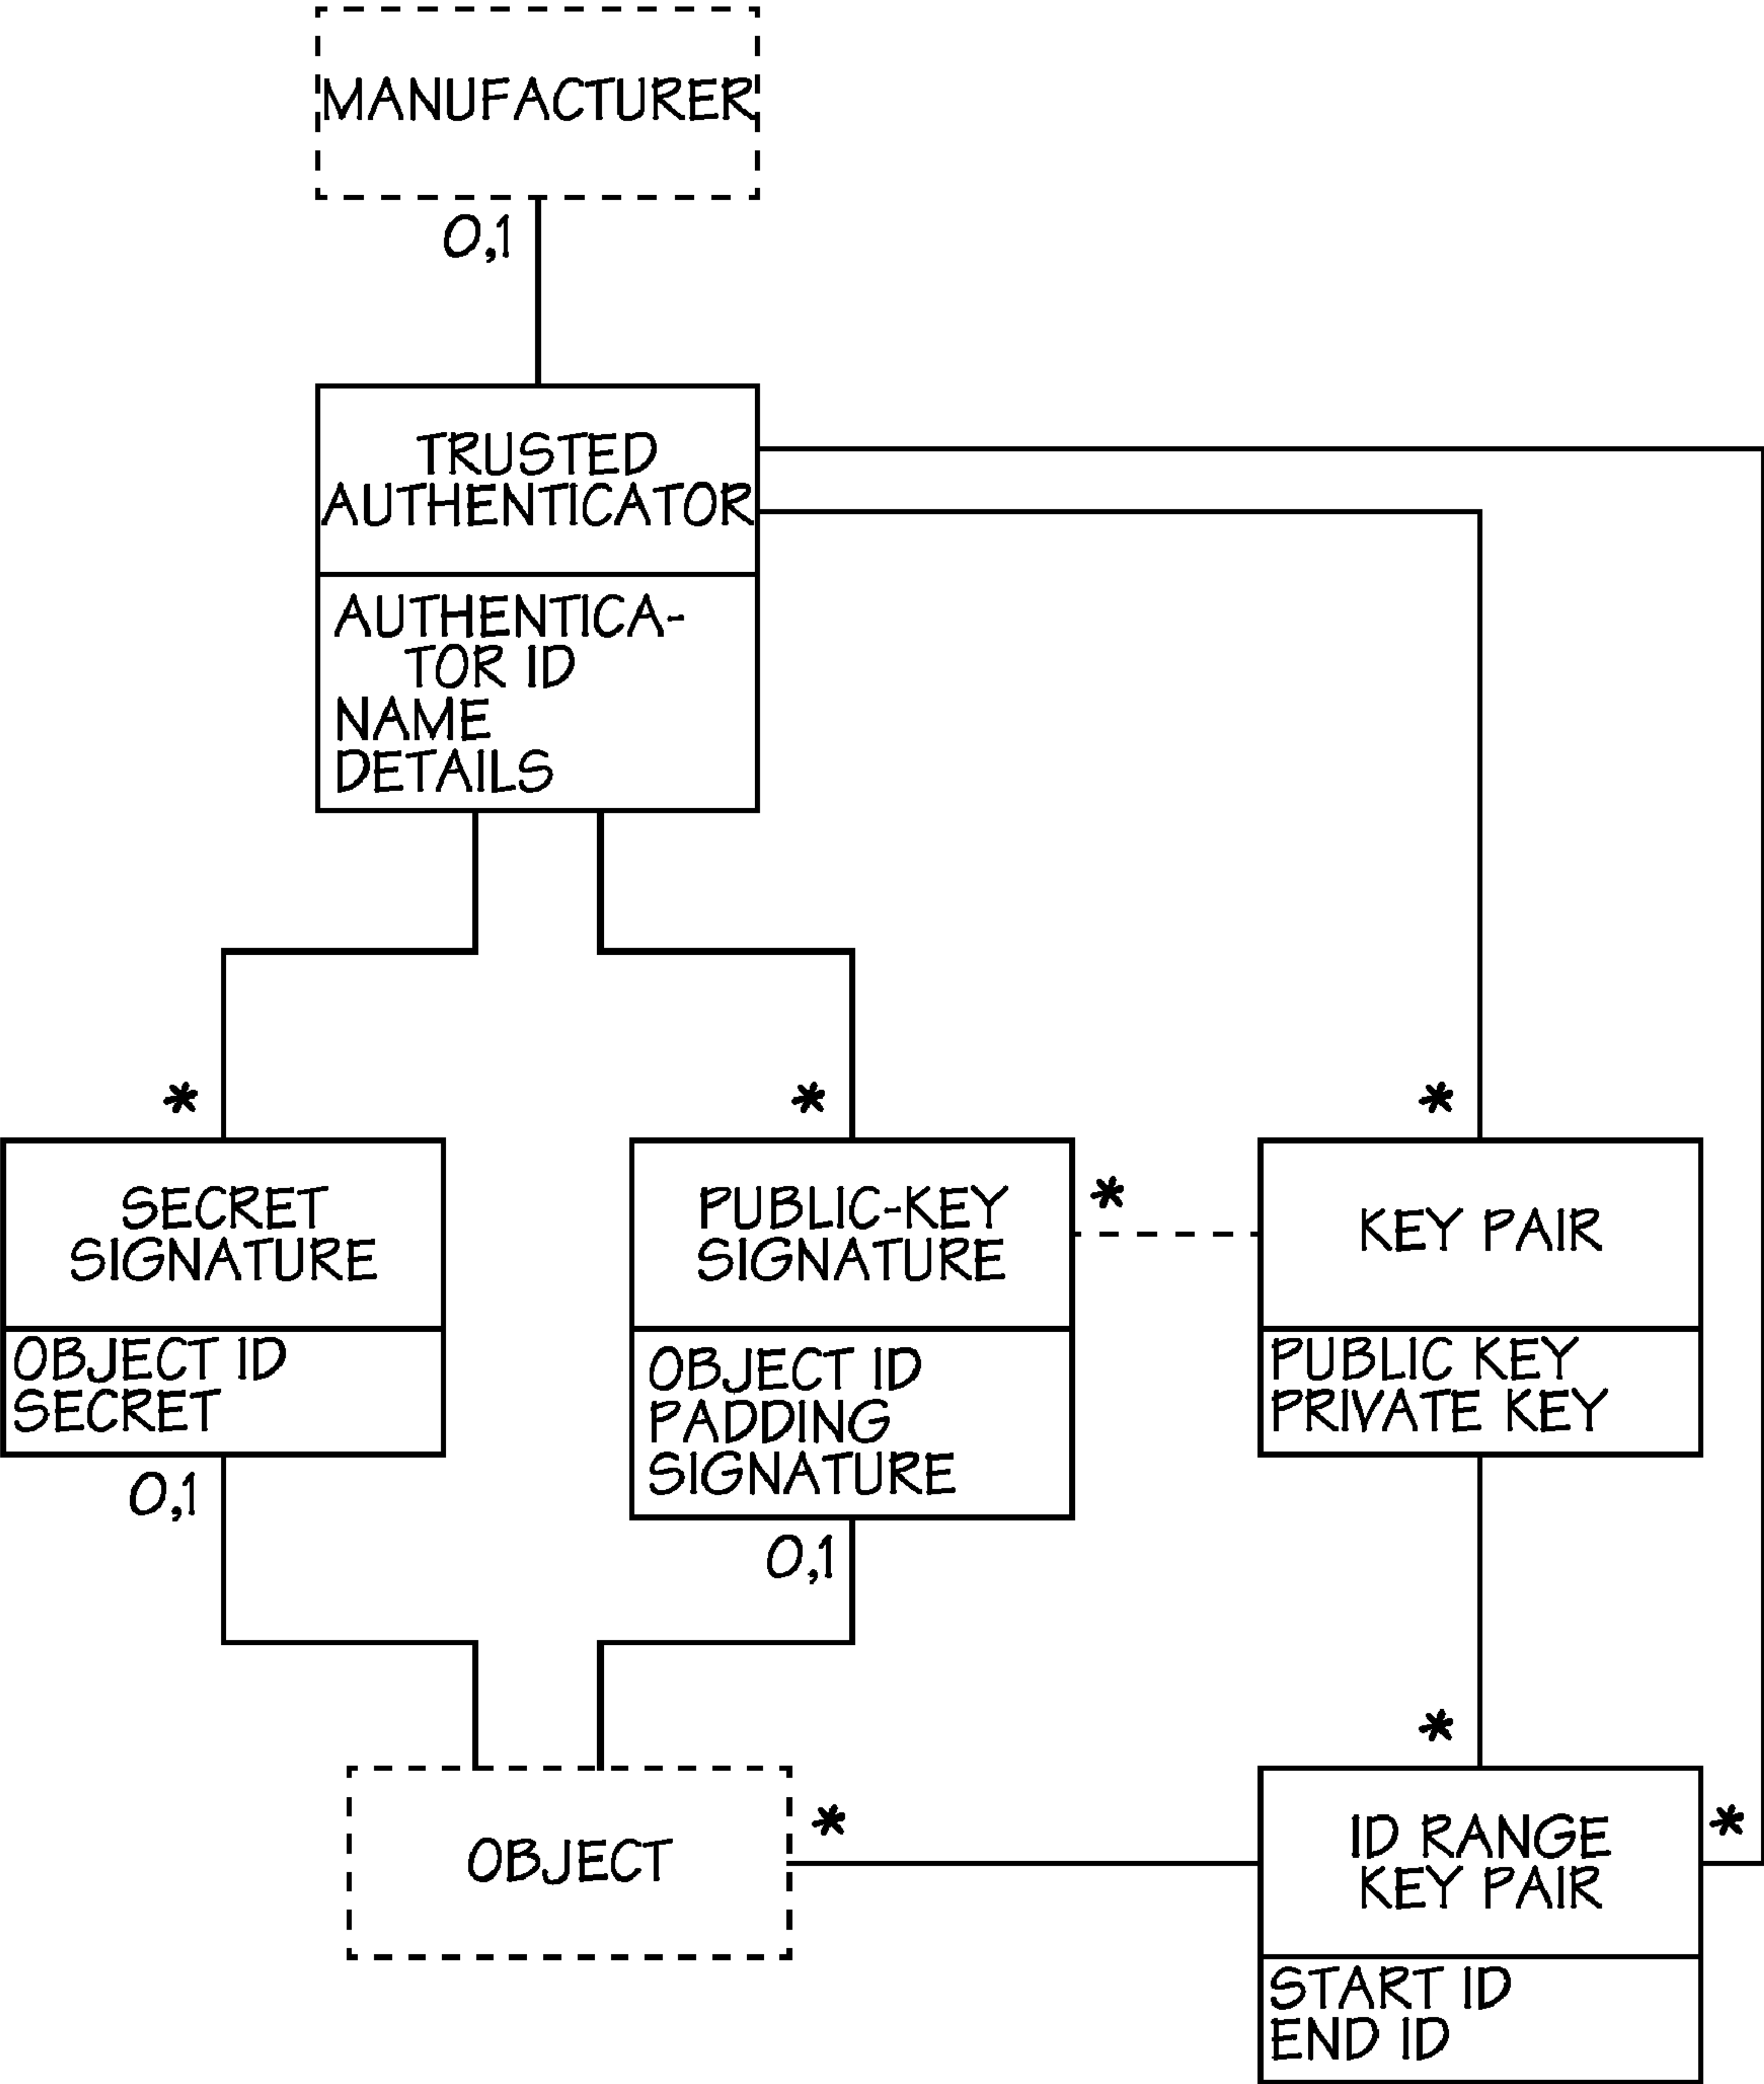 MANUFACTURER
0,1
TRUSTED
AUTHENTICATOR
AUTHENTICA-
TOR ID
NAME
DETAILS
*
*
*
SECRET
SIGNATURE
OBJECT ID
SECRET
0,1
PUBLIC-KEY
SIGNATURE
*
OBJECT ID
PADDING
SIGNATURE
0,1
KEY PAIR
PUBLIC KEY
PRIVATE KEY
*
OBJECT
*
ID RANGE
KEY PAIR
*
START ID
END ID